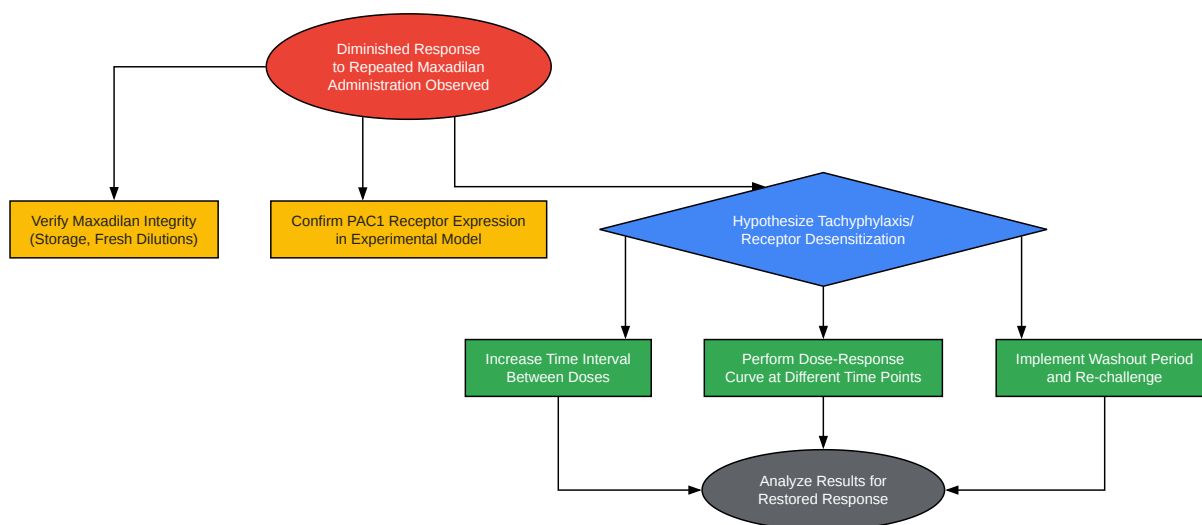 Diminished Response
to Repeated Maxadilan
Administration Observed
Verify Maxadilan Integrity
(Storage, Fresh Dilutions)
Confirm PAC1 Receptor Expression
in Experimental Model
Hypothesize Tachyphylaxis/
Receptor Desensitization
Increase Time Interval
Between Doses
Perform Dose-Response
Curve at Different Time Points
Implement Washout Period
and Re-challenge
Analyze Results for
Restored Response